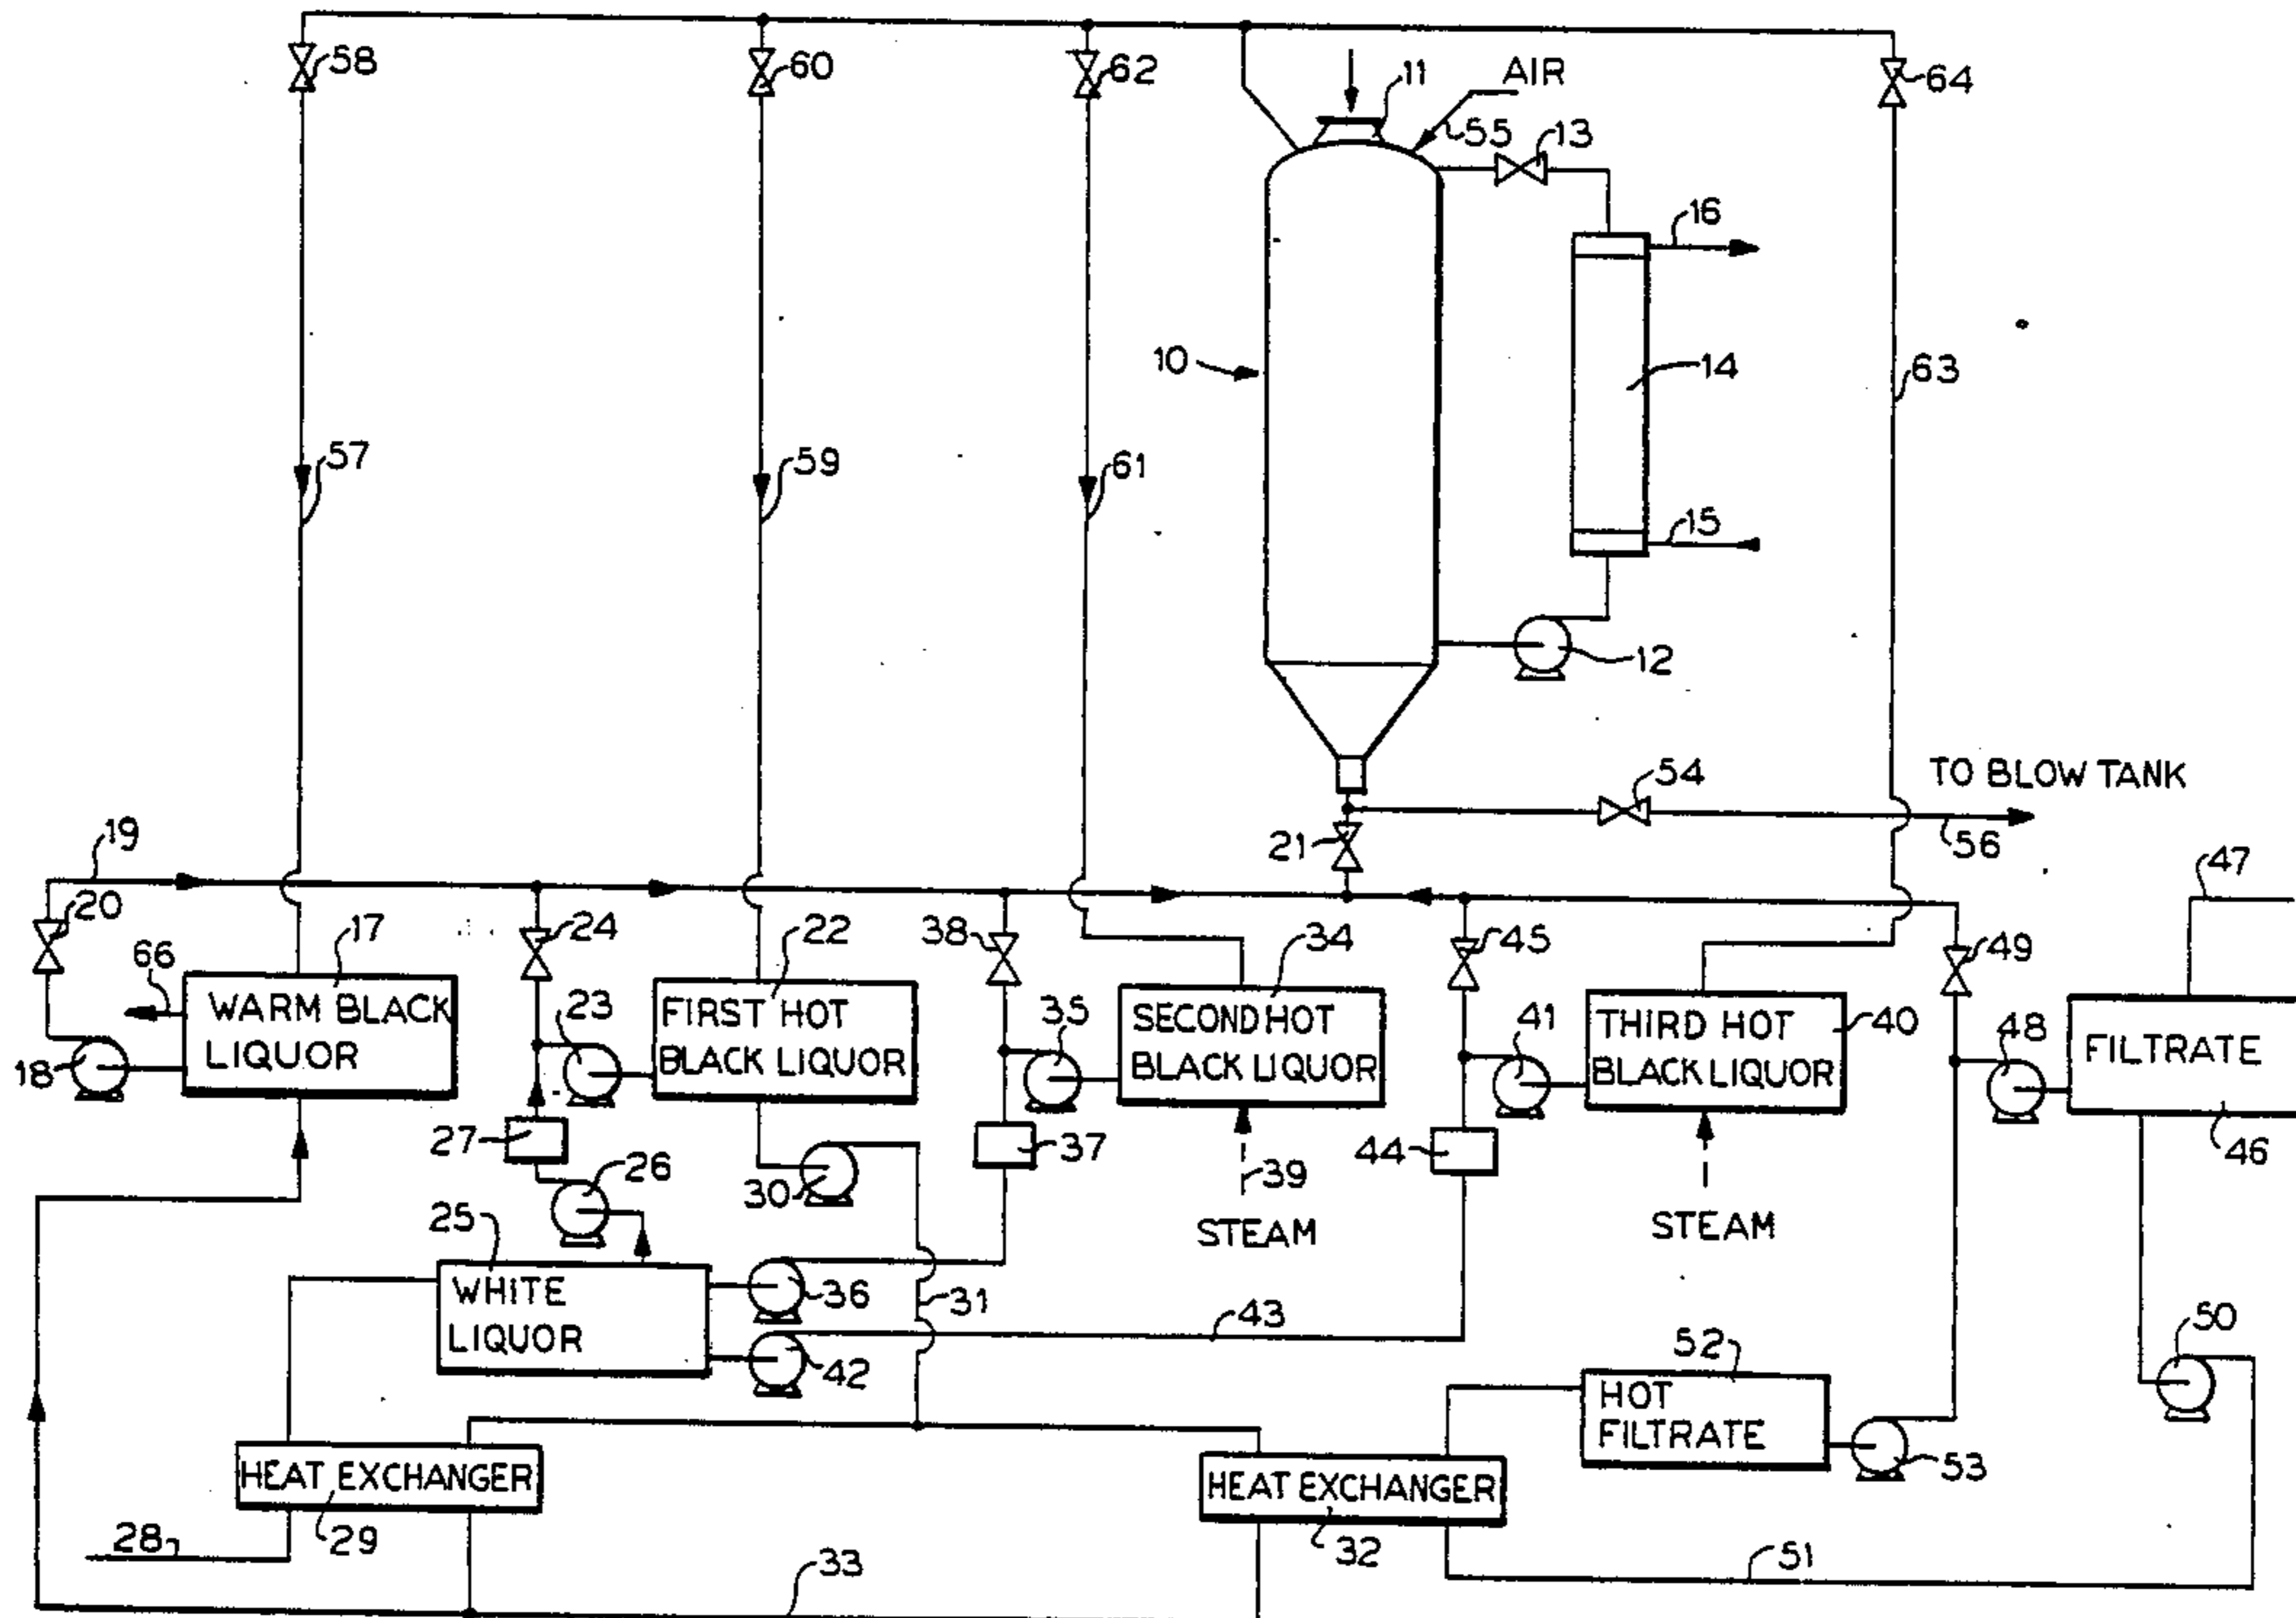 58
60
62
11
AIR
64
55
13
16
10
14
63
57
59
61
15
12
TO BLOW TANK
54
21
56
19
47
20
24
38
45
49
66
17
22
34
WARM BLACK
LIQUOR
18
23
FIRST HOT
BLACK LIQUOR
35
SECOND HOT
BLACK LIQUOR
41
THIRD HOT
BLACK LIQUOR
40
48
FILTRATE
46
27
26
30
37
39
STEAM
44
STEAM
25
WHITE
LIQUOR
36
42
31
43
52
HOT
FILTRATE
53
50
HEAT EXCHANGER
29
28
HEAT EXCHANGER
32
33
51